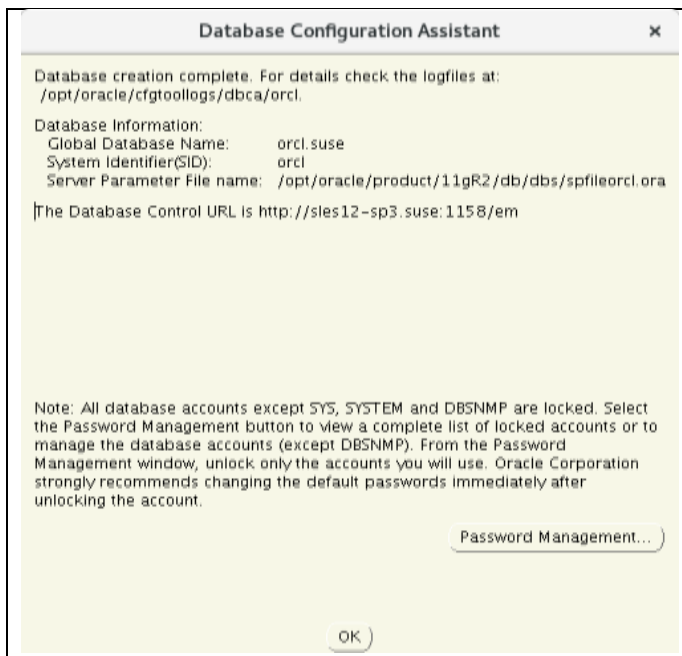 Database Configuration Assistant ×
Database creation complete. For details check the logfiles at:
/opt/oracle/cfgtoollogs/dbca/orcl.
Database Information:
Global Database Name: orcl.suse
System Identifier(SID): orcl
Server Parameter File name: /opt/oracle/product/11gR2/db/dbs/spfileorcl.ora
The Database Control URL is http://sles12-sp3.suse:1158/em
Note: All database accounts except SYS, SYSTEM and DBSNMP are locked. Select
the Password Management button to view a complete list of locked accounts or to
manage the database accounts (except DBSNMP). From the Password
Management window, unlock only the accounts you will use. Oracle Corporation
strongly recommends changing the default passwords immediately after
unlocking the account.
Password Management...
OK